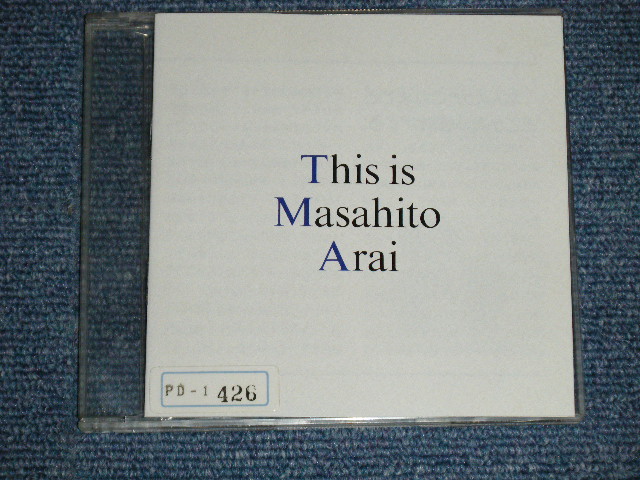 This is
Masahito
Arai
PD-1 426